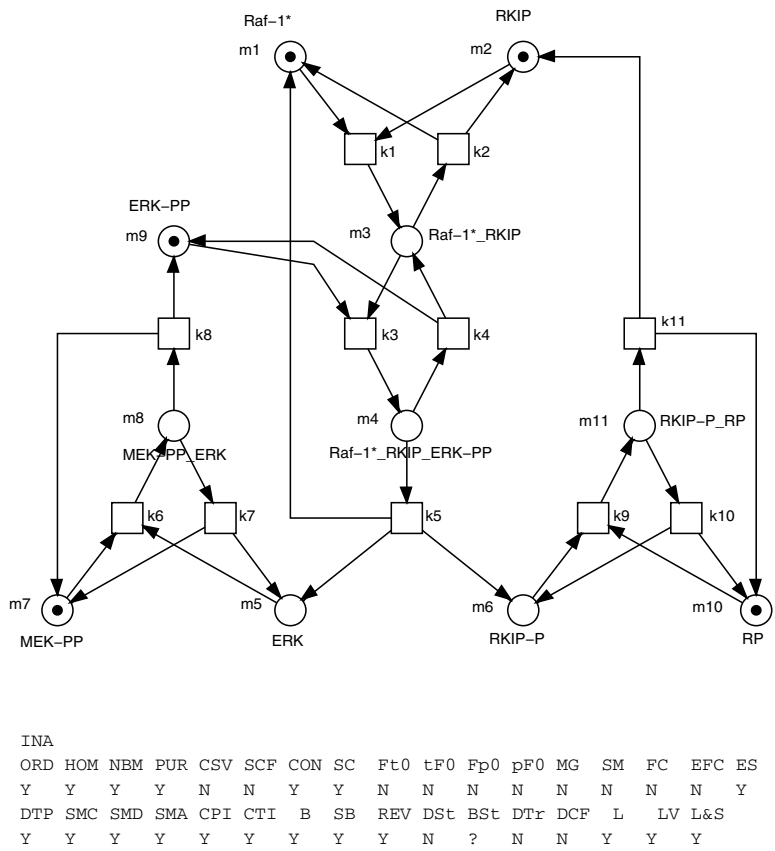 Raf-1*
RKIP
m1
m2
k1
k2
ERK-PP
m9
m3
Raf-1*_RKIP
k8
k3
k4
k11
m8
MEK-PP_ERK
m4
Raf-1*_RKIP_ERK-PP
m11
RKIP-P_RP
k6
k7
k5
k9
k10
m7
MEK-PP
m5
ERK
m6
RKIP-P
m10
RP
INA
ORD HOM NBM PUR CSV SCF CON SC Ft0 tF0 Fp0 pF0 MG SM FC EFC ES
Y Y Y Y N N Y Y N N N N N N N N Y
DTP SMC SMD SMA CPI CTI B SB REV DSt BSt DTr DCF L LV L&S
Y Y Y Y Y Y Y Y Y N ? N N Y Y Y